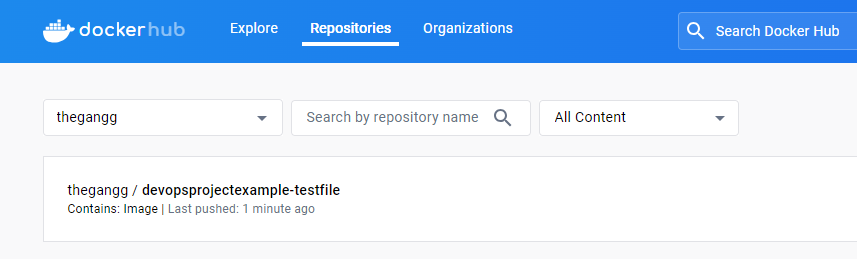 dockerhub Explore Repositories Organizations Search Docker Hub
thegangg Search by repository name All Content
thegangg / devopsprojectexample-testfile
Contains: Image | Last pushed: 1 minute ago